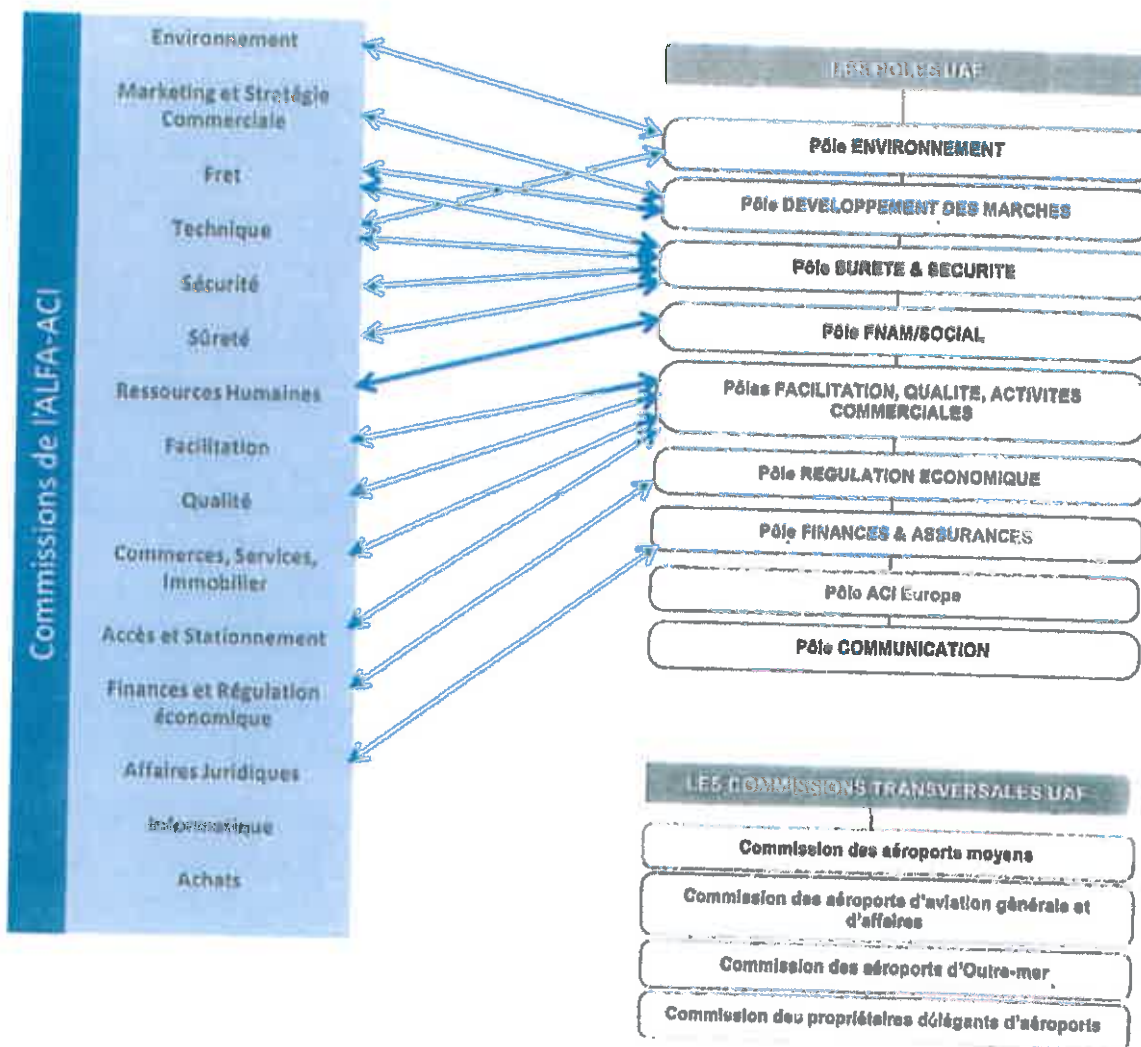 Commissions de l'ALFA-ACI
Environnement
Marketing et Stratégie
Commerciale
Fret
Technique
Sécurité
Sûreté
Ressources Humaines
Facilitation
Qualité
Commerces, Services,
Immobilier
Accès et Stationnement
Finances et Régulation
économique
Affaires Juridiques
Informatique
Achats
LES POLES UAF
Pôle ENVIRONNEMENT
Pôle DEVELOPPEMENT DES MARCHES
Pôle SURETE & SECURITE
Pôle FNAM/SOCIAL
Pôles FACILITATION, QUALITE, ACTIVITES
COMMERCIALES
Pôle REGULATION ECONOMIQUE
Pôle FINANCES & ASSURANCES
Pôle ACI Europe
Pôle COMMUNICATION
LES COMMISSIONS TRANSVERSALES UAF
Commission des aéroports moyens
Commission des aéroports d'aviation générale et
d'affaires
Commission des aéroports d'Outre-mer
Commission des propriétaires délégants d'aéroports